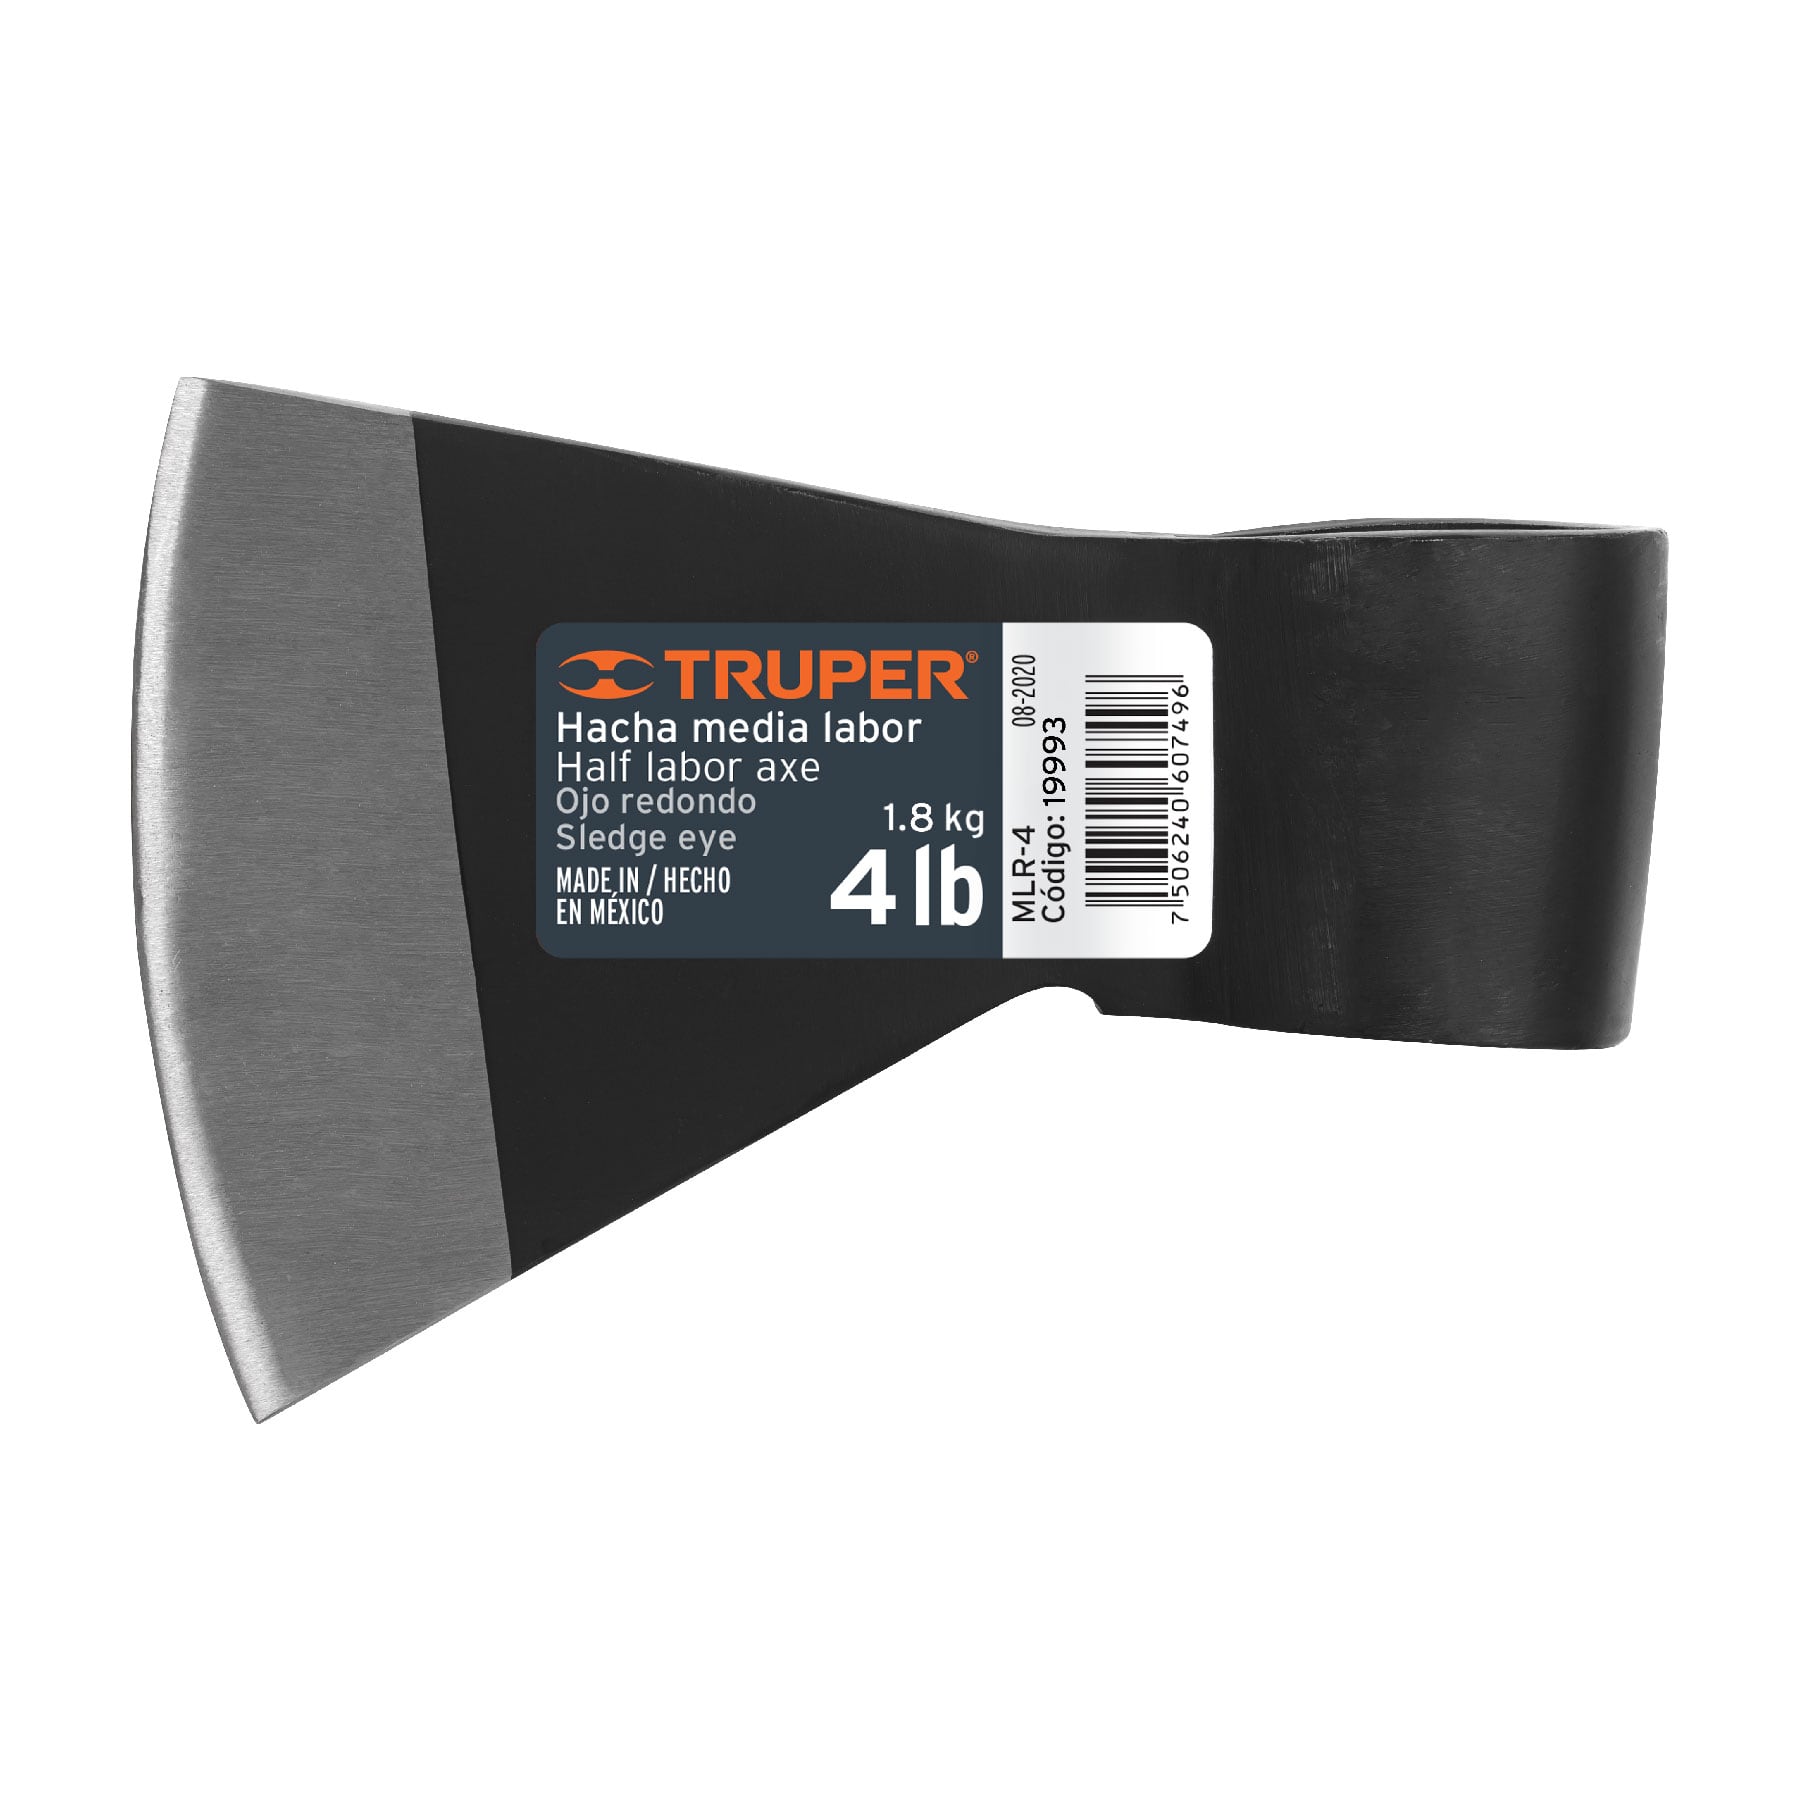 TRUPER®
Hacha media labor
Half labor axe
Ojo redondo
Sledge eye
MADE IN / HECHO
EN MÉXICO
1.8 kg
4 lb
MLR-4
08-2020
Código: 19993
7 506240 607496